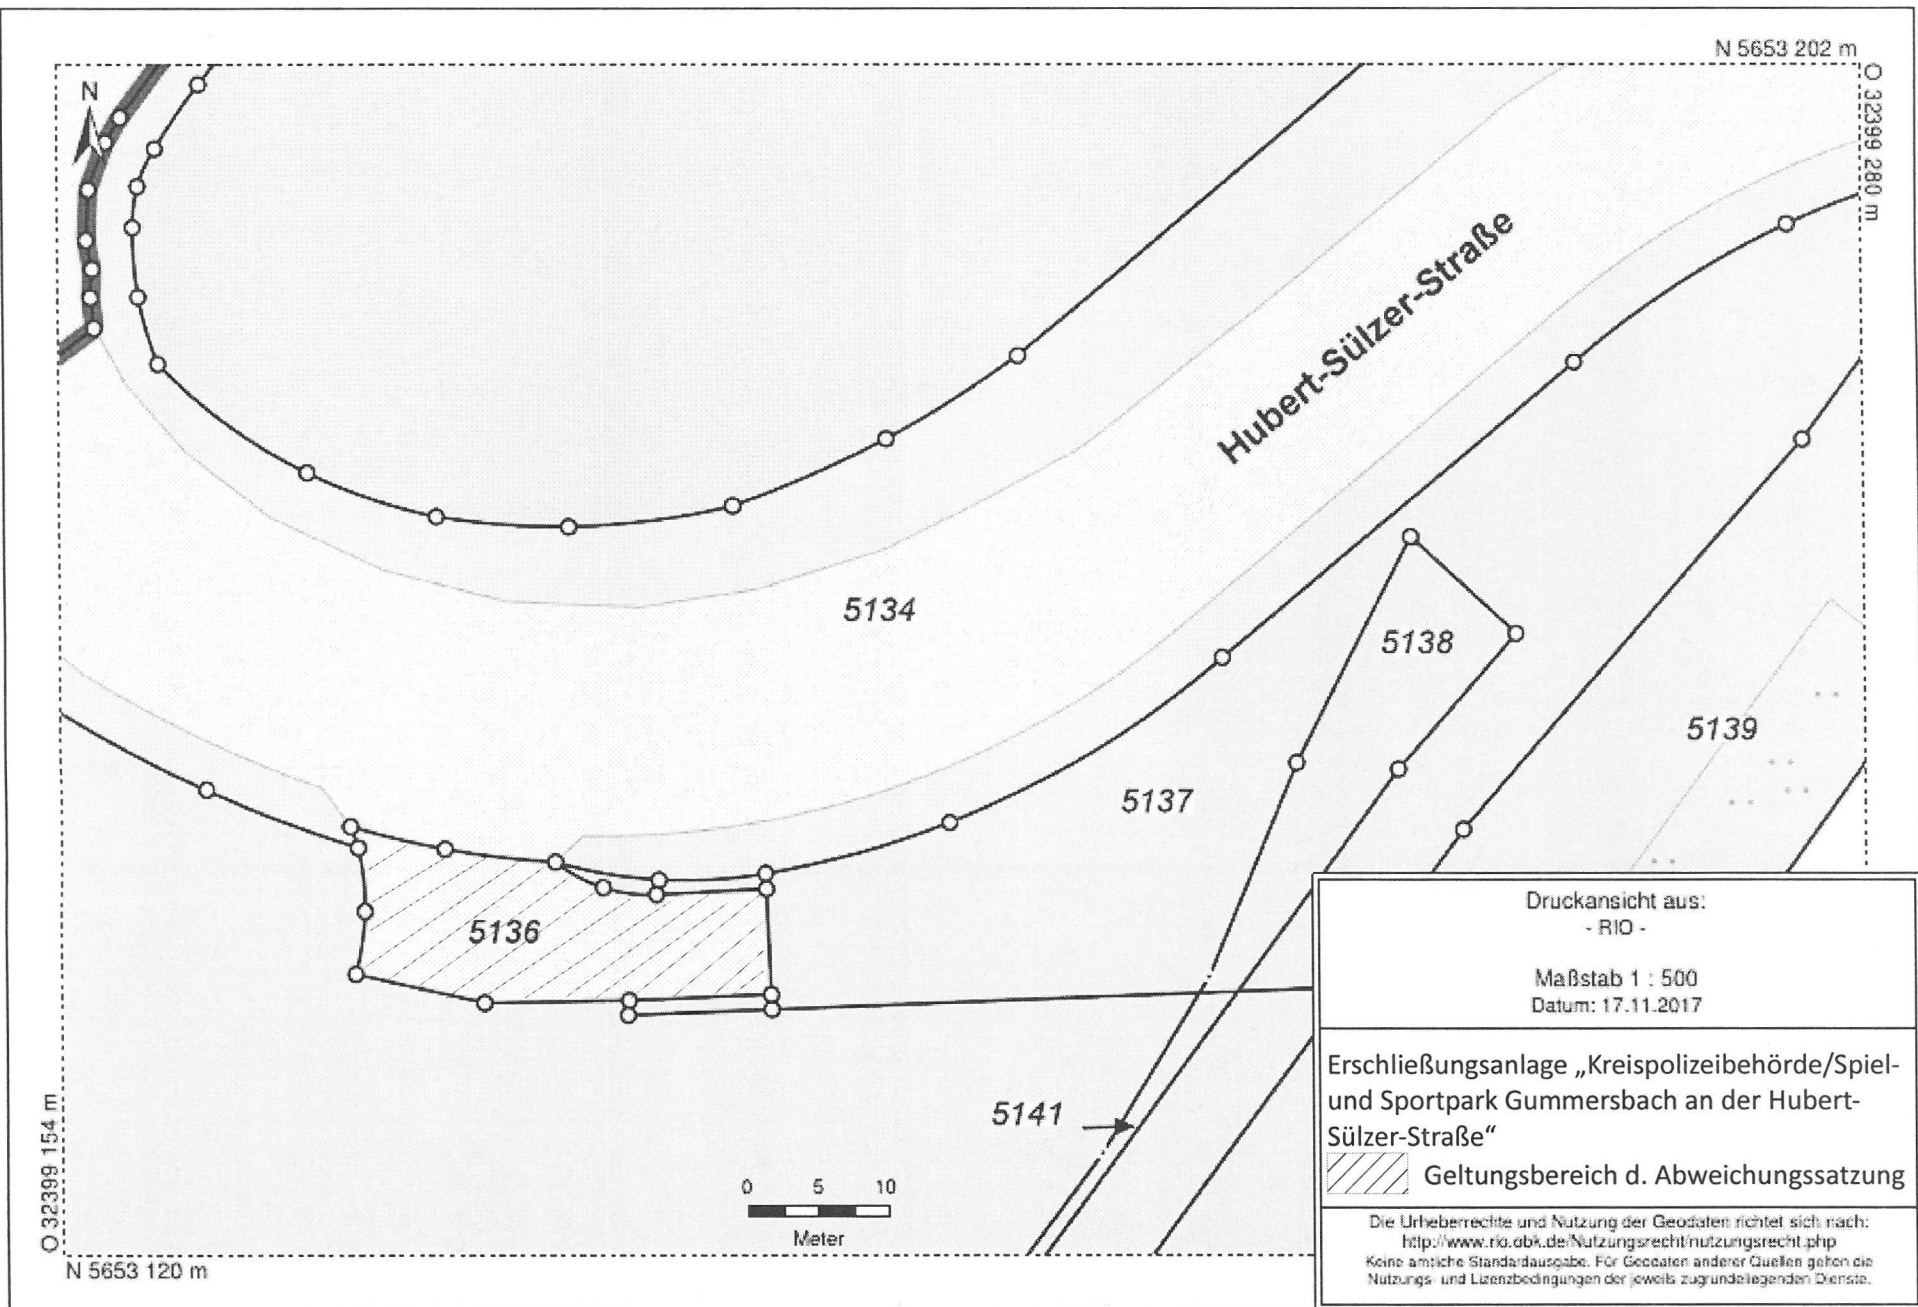 N 5653 202 m
O 32399 280 m
N
Hubert-Sülzer-Straße
5134
5138
5139
5137
5136
5141
0 5 10
Meter
O 32399 154 m
N 5653 120 m
Druckansicht aus:
- RIO -
Maßstab 1 : 500
Datum: 17.11.2017
Erschließungsanlage „Kreispolizeibehörde/Spiel-
und Sportpark Gummersbach an der Hubert-
Sülzer-Straße“
Geltungsbereich d. Abweichungssatzung
Die Urheberrechte und Nutzung der Geodaten richtet sich nach:
http://www.rio.obk.de/Nutzungsrecht/nutzungsrecht.php
Keine amtliche Standardausgabe. Für Geodaten anderer Quellen gelten die
Nutzungs- und Lizenzbedingungen der jeweils zugrundeliegenden Dienste.